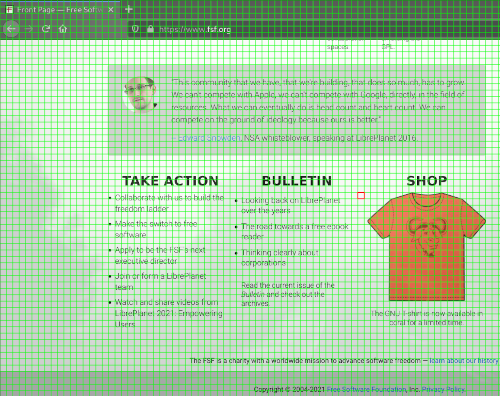 Front Page — Free Softw
https://www.fsf.org
spaces
GPL
"This community that we have, that we're building, that does so much, has to grow.
We can't compete with Apple, we can't compete with Google, directly, in the field of
resources. What we can eventually do is head count and heart count. We can
compete on the ground of ideology because ours is better."
— Edward Snowden, NSA whistleblower, speaking at LibrePlanet 2016.
TAKE ACTION
Collaborate with us to build the
freedom ladder
Make the switch to free
software
Apply to be the FSF's next
executive director
Join or form a LibrePlanet
team
Watch and share videos from
LibrePlanet 2021: Empowering
Users
BULLETIN
Looking back on LibrePlanet
over the years
The road towards a free ebook
reader
Thinking clearly about
corporations
Read the current issue of the
Bulletin and check out the
archives.
SHOP
The GNU T-shirt is now available in
coral for a limited time
The FSF is a charity with a worldwide mission to advance software freedom — learn about our history
Copyright © 2004-2021 Free Software Foundation, Inc. Privacy Policy.